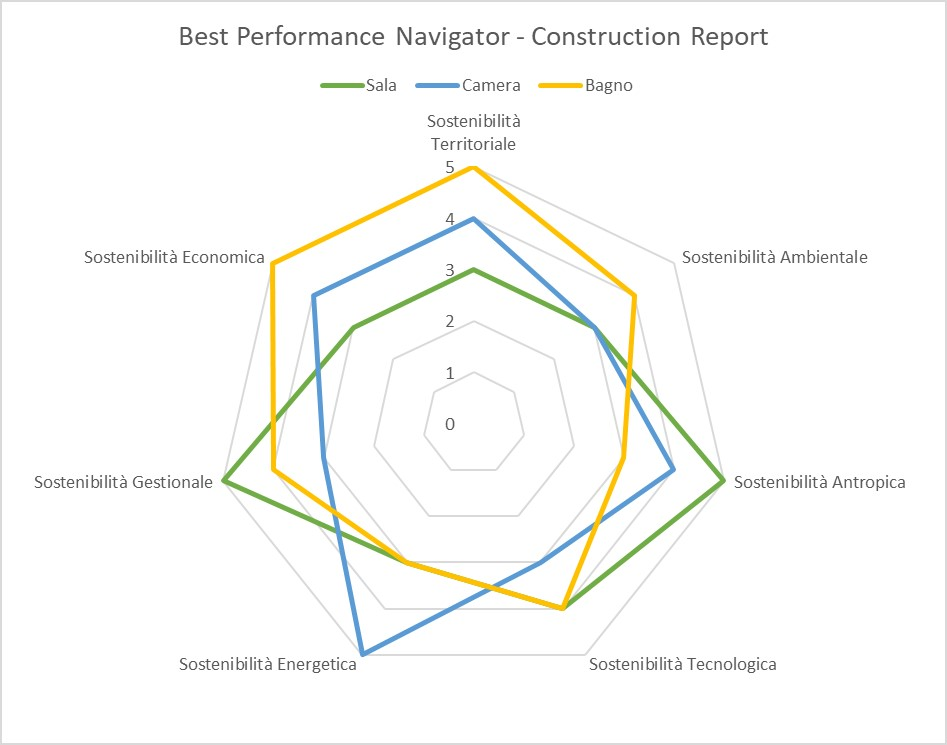 Best Performance Navigator - Construction Report
Sala
Camera
Bagno
Sostenibilità
Territoriale
5
4
3
2
1
0
Sostenibilità Ambientale
Sostenibilità Antropica
Sostenibilità Tecnologica
Sostenibilità Energetica
Sostenibilità Gestionale
Sostenibilità Economica